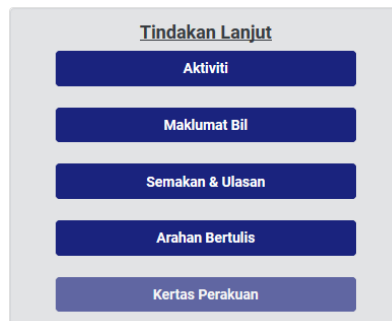 Tindakan Lanjut
Aktiviti
Maklumat Bil
Semakan & Ulasan
Arahan Bertulis
Kertas Perakuan